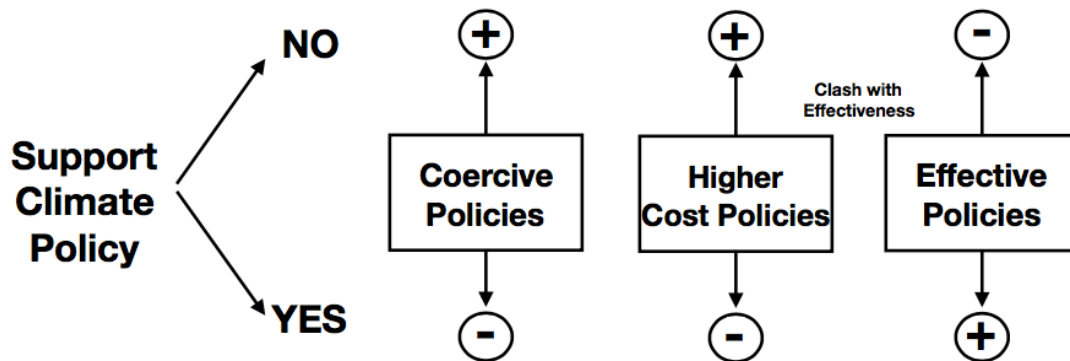 NO
+
+
-
Clash with
Effectiveness
Support
Climate
Policy
Coercive
Policies
Higher
Cost Policies
Effective
Policies
YES
-
-
+